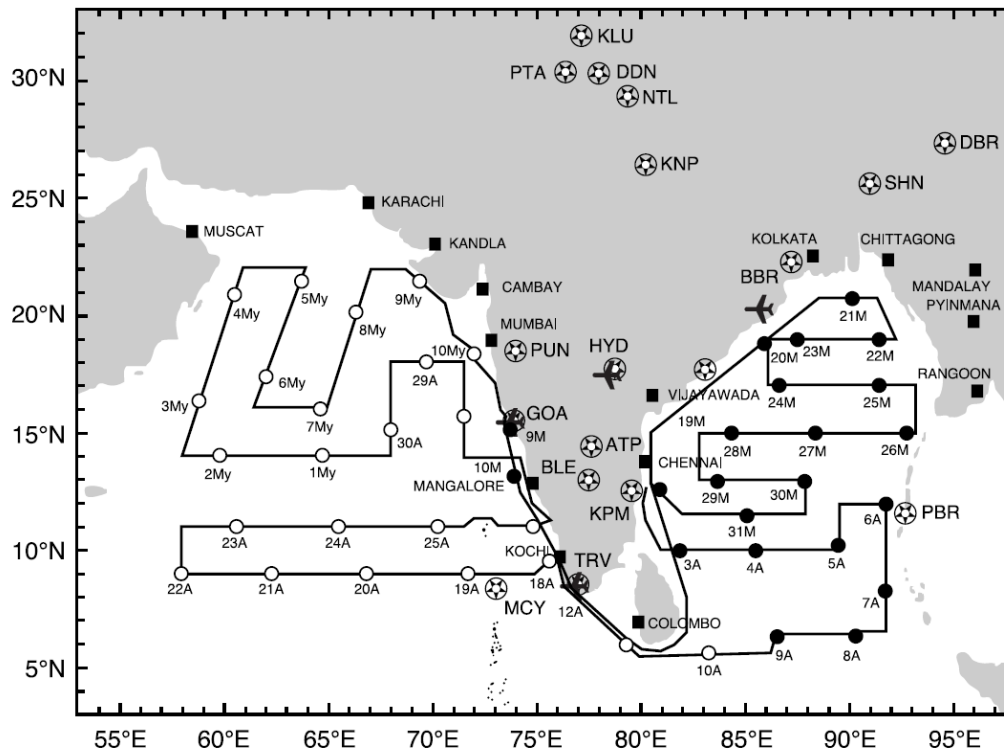 30°N
25°N
20°N
15°N
10°N
5°N
55°E
60°E
65°E
70°E
75°E
80°E
85°E
90°E
95°E
KLU
PTA
DDN
NTL
DBR
KNP
SHN
KARACHI
MUSCAT
KANDLA
KOLKATA
CHITTAGONG
BBR
CAMBAY
MANDALAY
PYINMANA
MUMBAI
PUN
HYD
VIJAYAWADA
RANGOON
GOA
ATP
CHENNAI
BLE
MANGALORE
KPM
PBR
KOCHI
TRV
MCY
COLOMBO
4My
5My
9My
8My
10My
3My
6My
7My
29A
30A
2My
1My
9M
10M
23A
24A
25A
22A
21A
20A
19A
18A
12A
21M
20M
23M
22M
19M
24M
25M
28M
27M
26M
29M
30M
31M
6A
3A
4A
5A
7A
9A
8A
10A